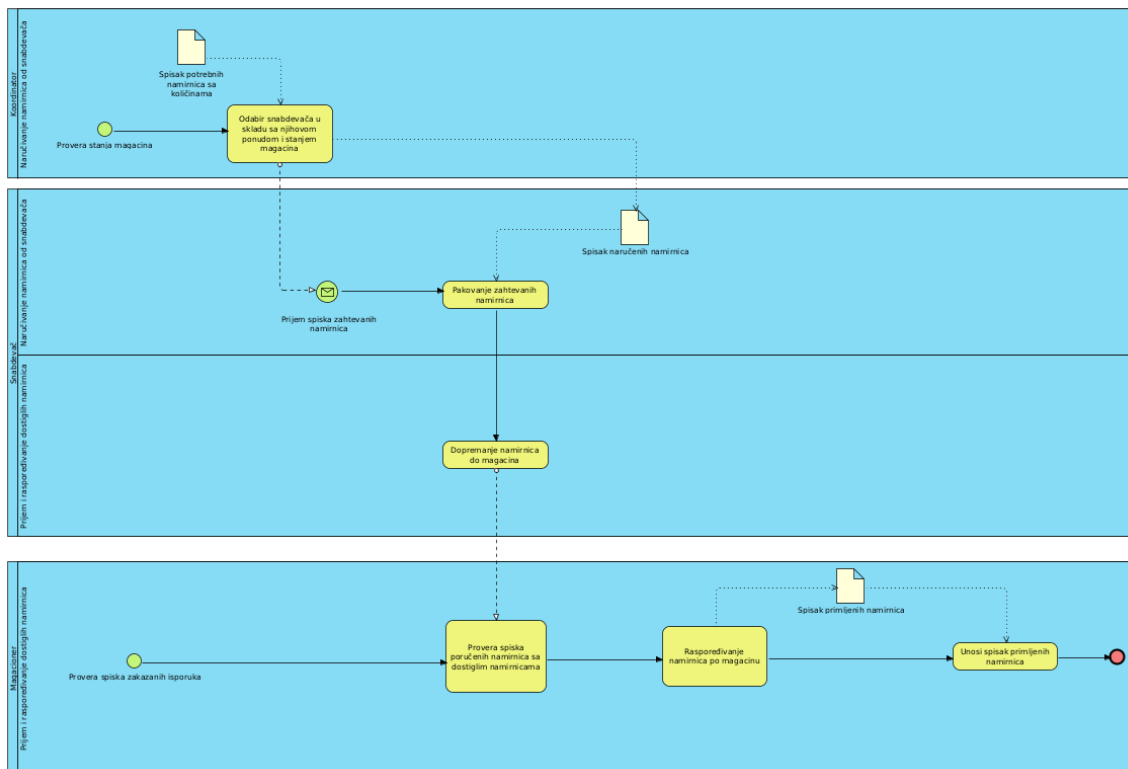 Koordinator
Naručivanje namirnica od snabdevača
Spisak potrebnih
namirnica sa
količinama
Provera stanja magacina
Odabir snabdevača u
skladu sa njihovom
ponudom i stanjem
magacina
Snabdevač
Naručivanje namirnica od snabdevača
Spisak naručenih namirnica
Prijem spiska zahtevanih
namirnica
Pakovanje zahtevanih
namirnica
Prijem i raspoređivanje dostiglih namirnica
Dopremanje namirnica
do magacina
Magacioner
Prijem i raspoređivanje dostiglih namirnica
Provera spiska zakazanih isporuka
Provera spiska
poručenih namirnica sa
dostiglim namirnicama
Raspoređivanje
namirnica po magacinu
Spisak primljenih namirnica
Unosi spisak primljenih
namirnica